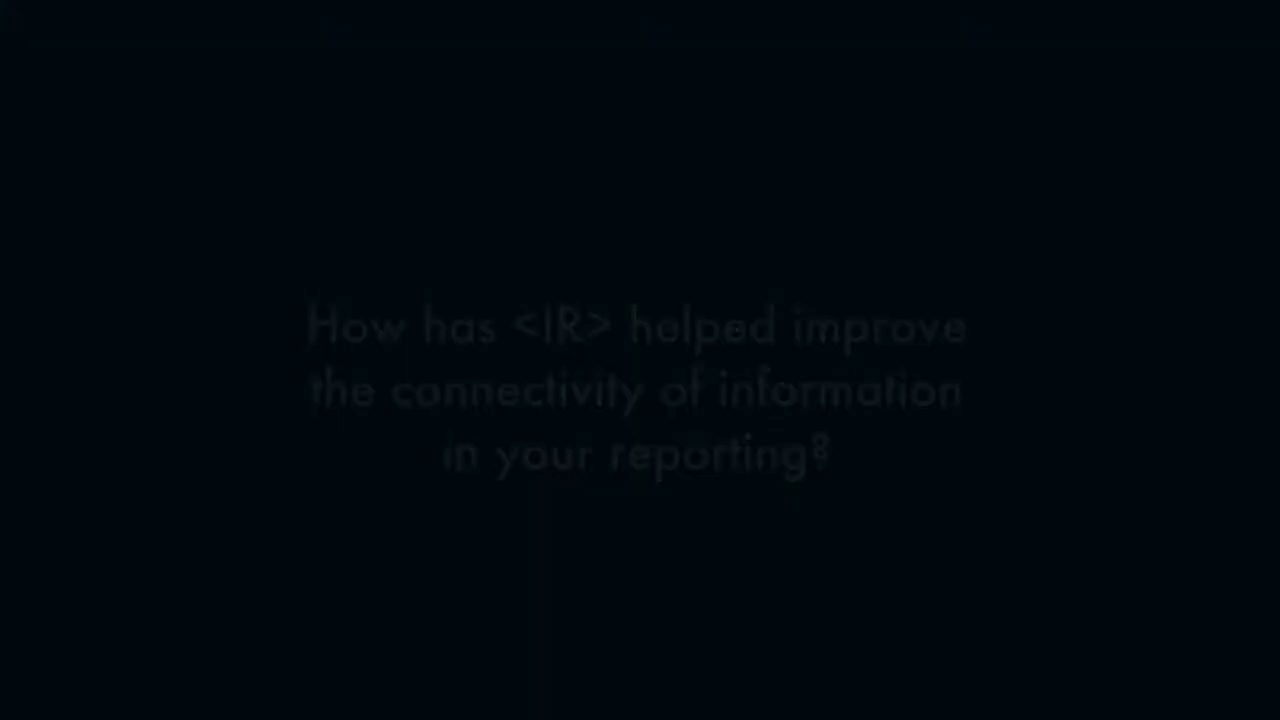 How has <IR> helped improve
the connectivity of information
in your reporting?